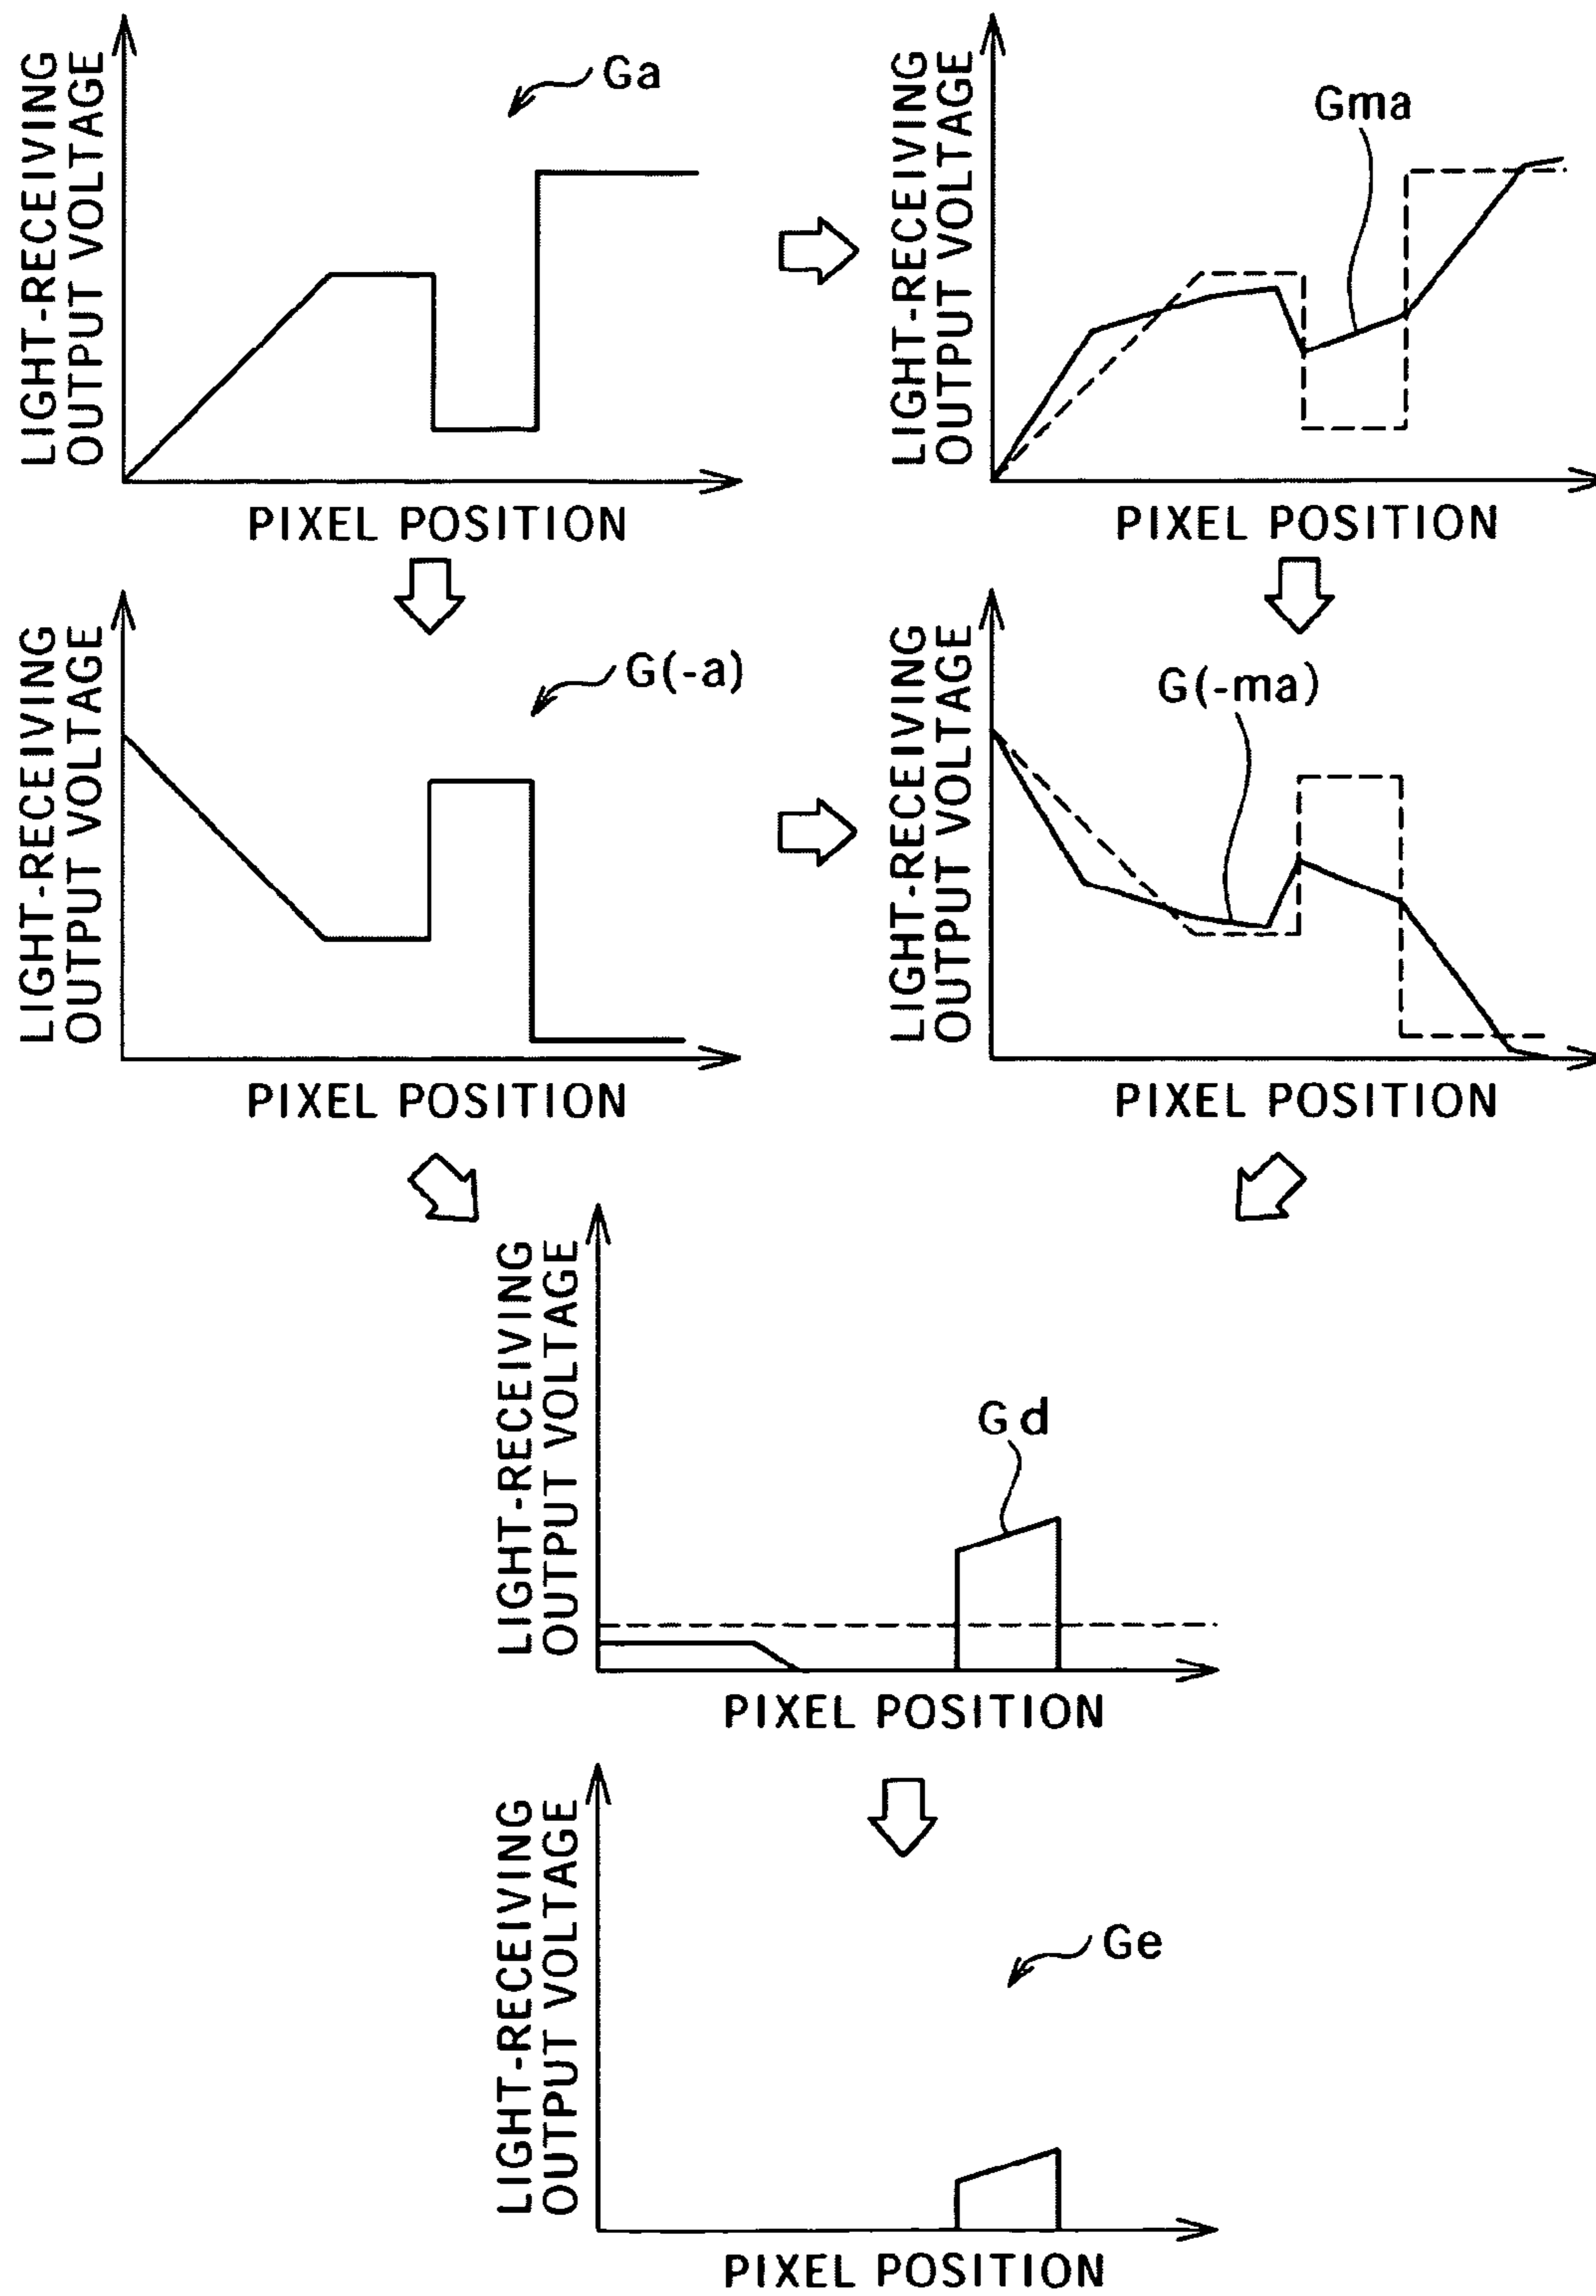 LIGHT-RECEIVING
OUTPUT VOLTAGE
Ga
PIXEL POSITION
LIGHT-RECEIVING
OUTPUT VOLTAGE
Gma
PIXEL POSITION
LIGHT-RECEIVING
OUTPUT VOLTAGE
G(-a)
PIXEL POSITION
LIGHT-RECEIVING
OUTPUT VOLTAGE
G(-ma)
PIXEL POSITION
LIGHT-RECEIVING
OUTPUT VOLTAGE
Gd
PIXEL POSITION
LIGHT-RECEIVING
OUTPUT VOLTAGE
Ge
PIXEL POSITION